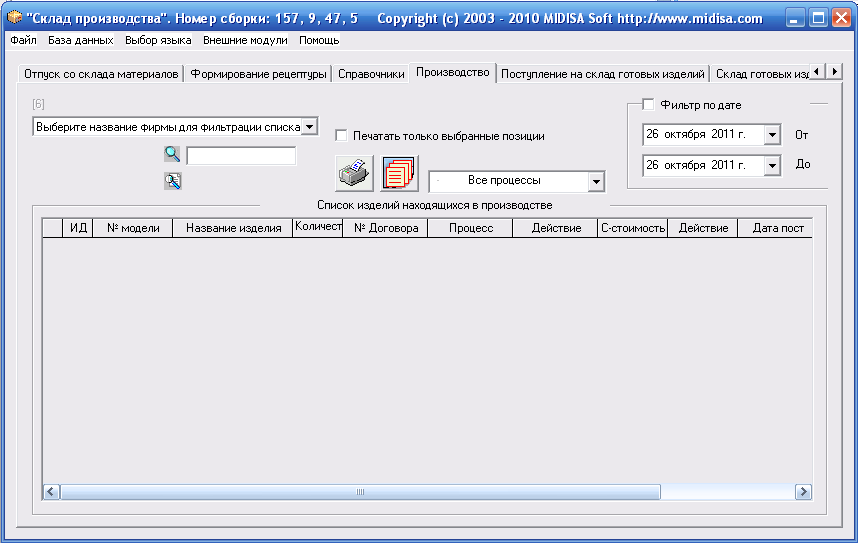 "Склад производства". Номер сборки: 157, 9, 47, 5 Copyright (c) 2003 - 2010 MIDISA Soft http://www.midisa.com
Файл База данных Выбор языка Внешние модули Помощь
Отпуск со склада материалов Формирование рецептуры Справочники Производство Поступление на склад готовых изделий Склад готовых изд
[6]
Фильтр по дате
Выберите название фирмы для фильтрации списка
Печатать только выбранные позиции
26 октября 2011 г. От
26 октября 2011 г. До
Все процессы
Список изделий находящихся в производстве
ИД № модели Название изделия Количест № Договора Процесс Действие С-стоимость Действие Дата пост